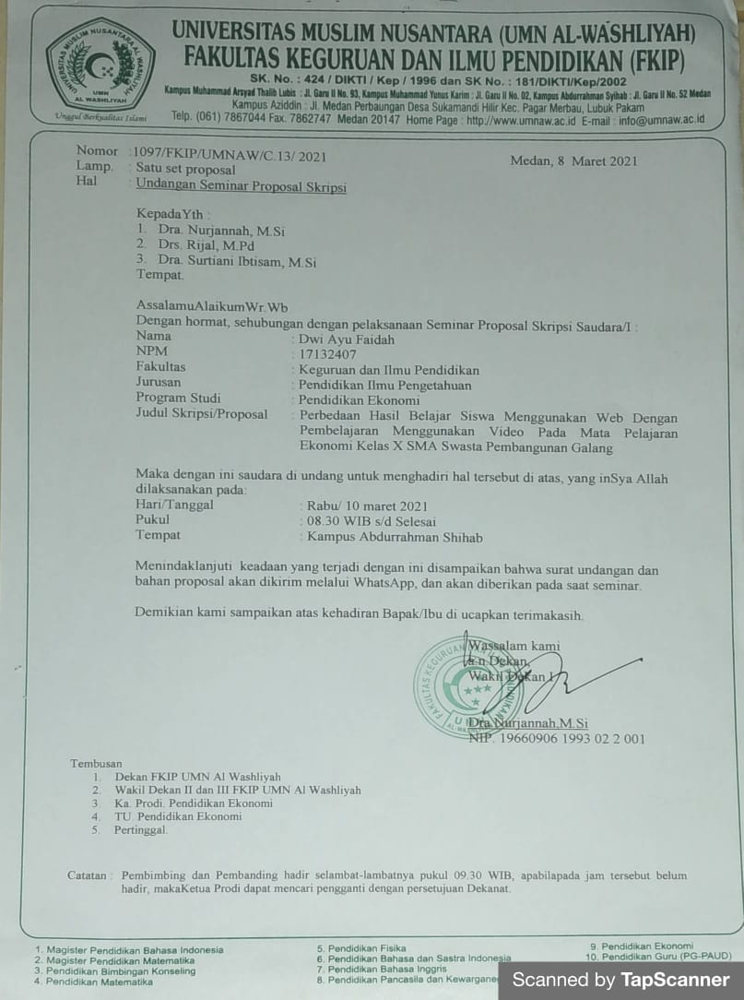 UNIVERSITAS MUSLIM NUSANTARA (UMN AL-WASHLIYAH)
FAKULTAS KEGURUAN DAN ILMU PENDIDIKAN (FKIP)
SK. No. : 424 / DIKTI / Kep / 1996 dan SK No. : 181/DIKTI/Kep/2002
Kampus Muhammad Arsyad Thalib Lubis : Jl. Garu II No. 93, Kampus Muhammad Yunus Karim : Jl. Garu II No. 02, Kampus Abdurrahman Syihab : Jl. Garu II No. 52 Medan
Kampus Aziddin : Jl. Medan Perbaungan Desa Sukamandi Hilir Kec. Pagar Merbau, Lubuk Pakam
Telp. (061) 7867044 Fax. 7862747 Medan 20147 Home Page : http://www.umnaw.ac.id E-mail : info@umnaw.ac.id
UNIVERSITAS MUSLIM NUSANTARA AL WASHLIYAH
UMN
AL WASHLIYAH
Unggul Berkualitas Islami
Nomor :1097/FKIP/UMNAW/C.13/ 2021
Medan, 8 Maret 2021
Lamp. : Satu set proposal
Hal : Undangan Seminar Proposal Skripsi
KepadaYth :
1. Dra. Nurjannah, M.Si
2. Drs. Rijal, M.Pd
3. Dra. Surtiani Ibtisam, M.Si
Tempat.
AssalamuAlaikumWr.Wb
Dengan hormat, sehubungan dengan pelaksanaan Seminar Proposal Skripsi Saudara/I :
Nama : Dwi Ayu Faidah
NPM : 17132407
Fakultas : Keguruan dan Ilmu Pendidikan
Jurusan : Pendidikan Ilmu Pengetahuan
Program Studi : Pendidikan Ekonomi
Judul Skripsi/Proposal : Perbedaan Hasil Belajar Siswa Menggunakan Web Dengan
Pembelajaran Menggunakan Video Pada Mata Pelajaran
Ekonomi Kelas X SMA Swasta Pembangunan Galang
Maka dengan ini saudara di undang untuk menghadiri hal tersebut di atas, yang inSya Allah
dilaksanakan pada:
Hari/Tanggal : Rabu/ 10 maret 2021
Pukul : 08.30 WIB s/d Selesai
Tempat : Kampus Abdurrahman Shihab
Menindaklanjuti keadaan yang terjadi dengan ini disampaikan bahwa surat undangan dan
bahan proposal akan dikirim melalui WhatsApp, dan akan diberikan pada saat seminar.
Demikian kami sampaikan atas kehadiran Bapak/Ibu di ucapkan terimakasih.
Wassalam kami
a.n Dekan,
Wakil Dekan I
Dra.Nurjannah,M.Si
NIP. 19660906 1993 02 2 001
Tembusan
1. Dekan FKIP UMN Al Washliyah
2. Wakil Dekan II dan III FKIP UMN Al Washliyah
3. Ka. Prodi. Pendidikan Ekonomi
4. TU. Pendidikan Ekonomi
5. Pertinggal.
Catatan : Pembimbing dan Pembanding hadir selambat-lambatnya pukul 09.30 WIB, apabilapada jam tersebut belum
hadir, makaKetua Prodi dapat mencari pengganti dengan persetujuan Dekanat.
1. Magister Pendidikan Bahasa Indonesia
2. Magister Pendidikan Matematika
3. Pendidikan Bimbingan Konseling
4. Pendidikan Matematika
5. Pendidikan Fisika
6. Pendidikan Bahasa dan Sastra Indonesia
7. Pendidikan Bahasa Inggris
8. Pendidikan Pancasila dan Kewargane
9. Pendidikan Ekonomi
10. Pendidikan Guru (PG-PAUD)
Scanned by TapScanner